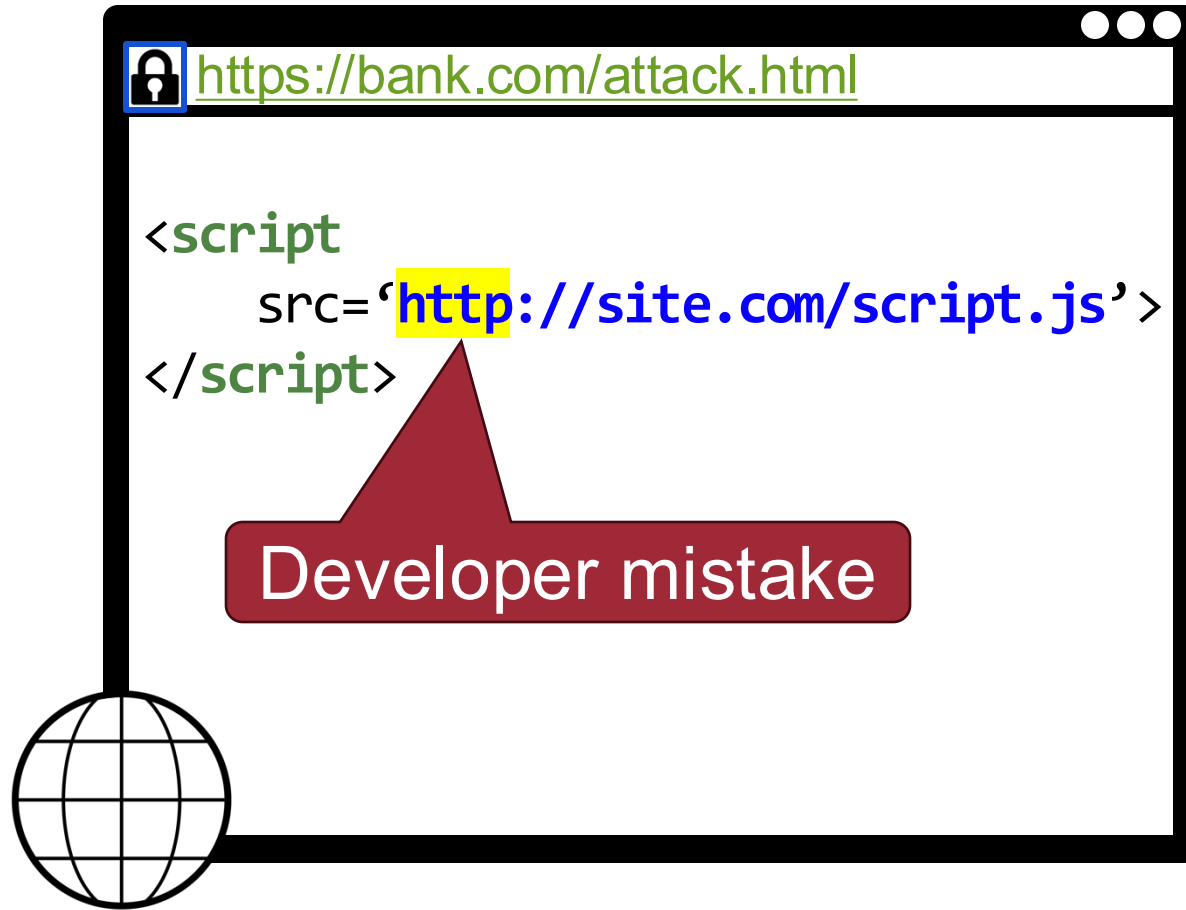 https://bank.com/attack.html
<script
src=‘http://site.com/script.js’>
</script>
Developer mistake